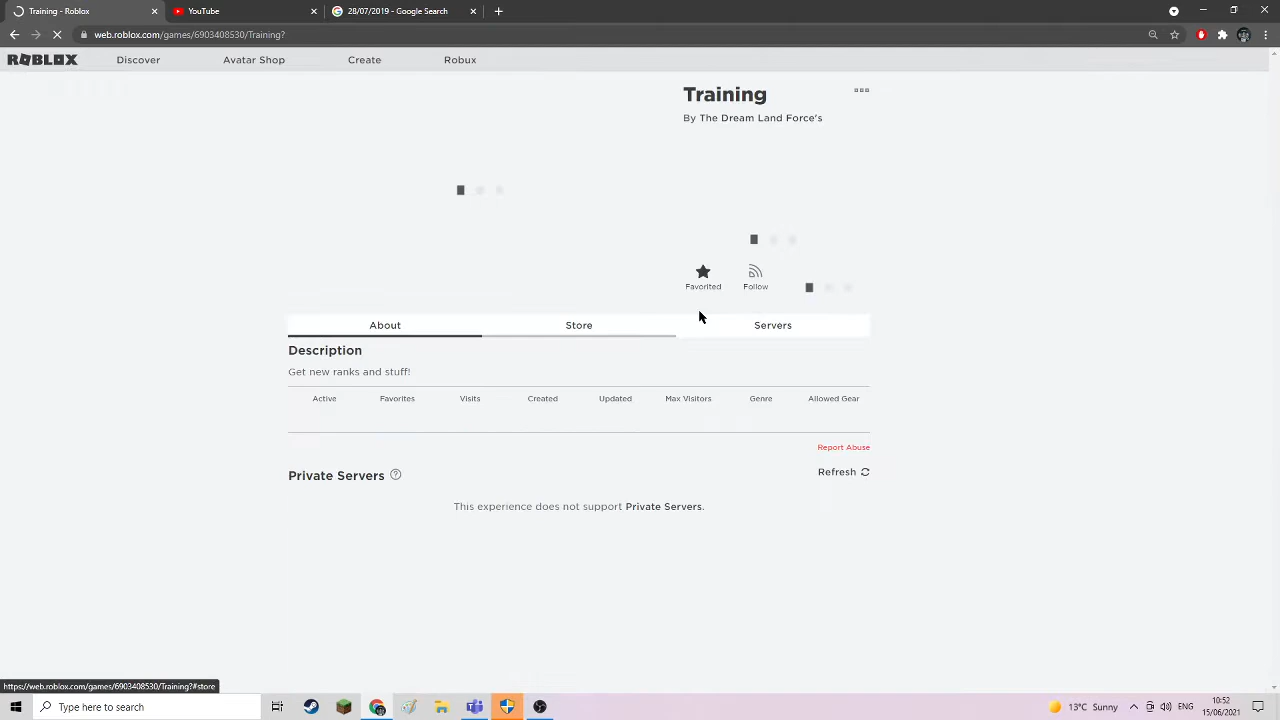 Training - Roblox
YouTube
28/07/2019 - Google Search
web.roblox.com/games/6903408530/Training?
ROBLOX
Discover
Avatar Shop
Create
Robux
Training
By The Dream Land Force's
Favorited
Follow
About
Store
Servers
Description
Get new ranks and stuff!
Active
Favorites
Visits
Created
Updated
Max Visitors
Genre
Allowed Gear
Report Abuse
Private Servers
Refresh
This experience does not support Private Servers.
https://web.roblox.com/games/6903408530/Training?#store
Type here to search
13°C Sunny
ENG
10:52
15/06/2021